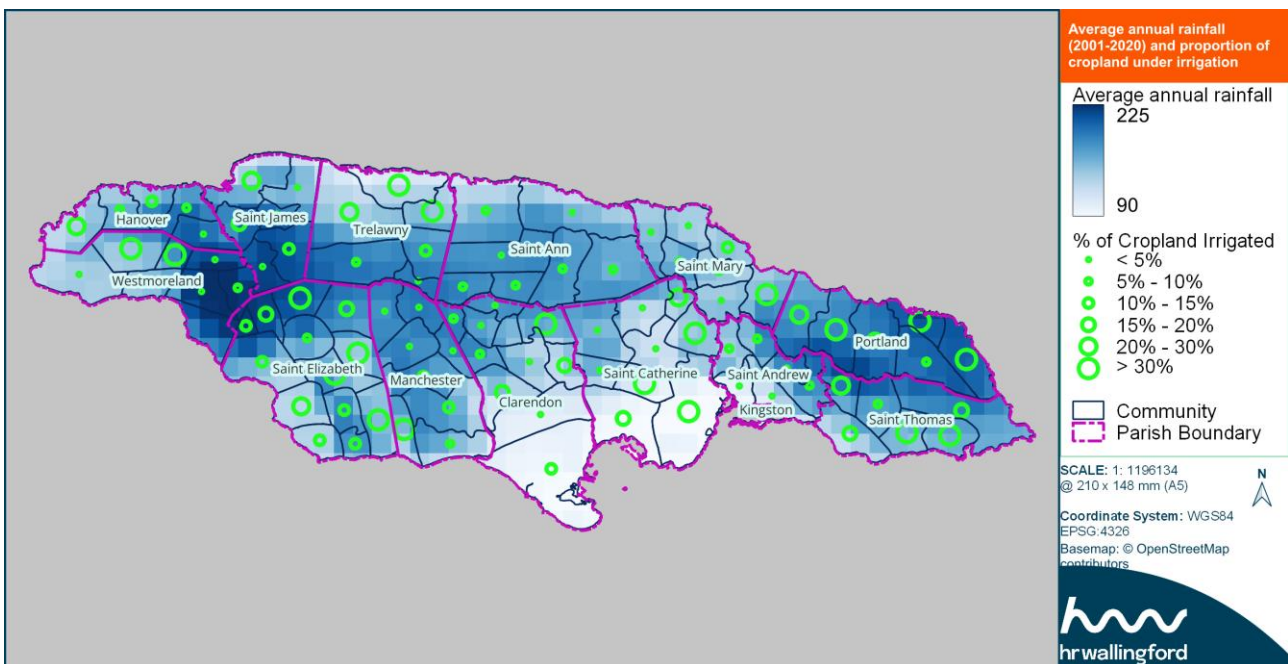 Average annual rainfall
(2001-2020) and proportion of
cropland under irrigation
Average annual rainfall
225
90
% of Cropland Irrigated
< 5%
5% - 10%
10% - 15%
15% - 20%
20% - 30%
> 30%
Community
Parish Boundary
SCALE: 1: 1196134
@ 210 x 148 mm (A5)
N
Coordinate System: WGS84
EPSG:4326
Basemap: © OpenStreetMap
contributors
hrwallingford
Hanover
Saint James
Trelawny
Saint Ann
Saint Mary
Westmoreland
Portland
Saint Elizabeth
Manchester
Saint Catherine
Saint Andrew
Clarendon
Kingston
Saint Thomas